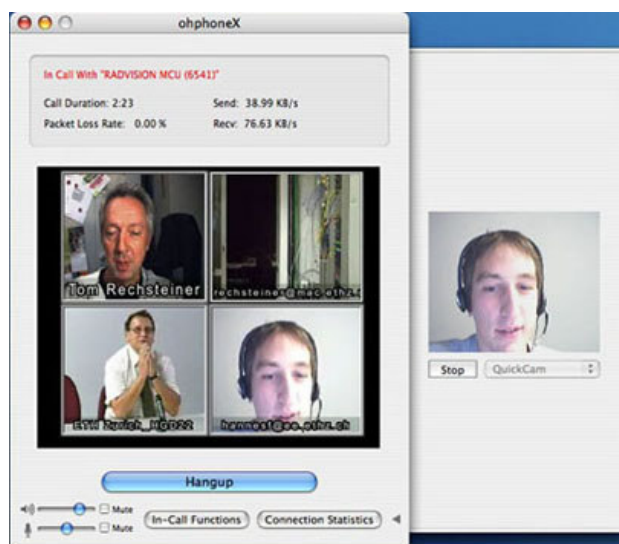 ohphoneX
In Call With "RADVISION MCU (6541)"
Call Duration: 2:23
Send: 38.99 KB/s
Packet Loss Rate: 0.00 %
Recv: 76.63 KB/s
Tom Rechsteiner
rechsteiner@mac.ethz.
ETH Zurich_HGD22
hannesf@ee.ethz.ch
Stop
QuickCam
Hangup
Mute
Mute
In-Call Functions
Connection Statistics